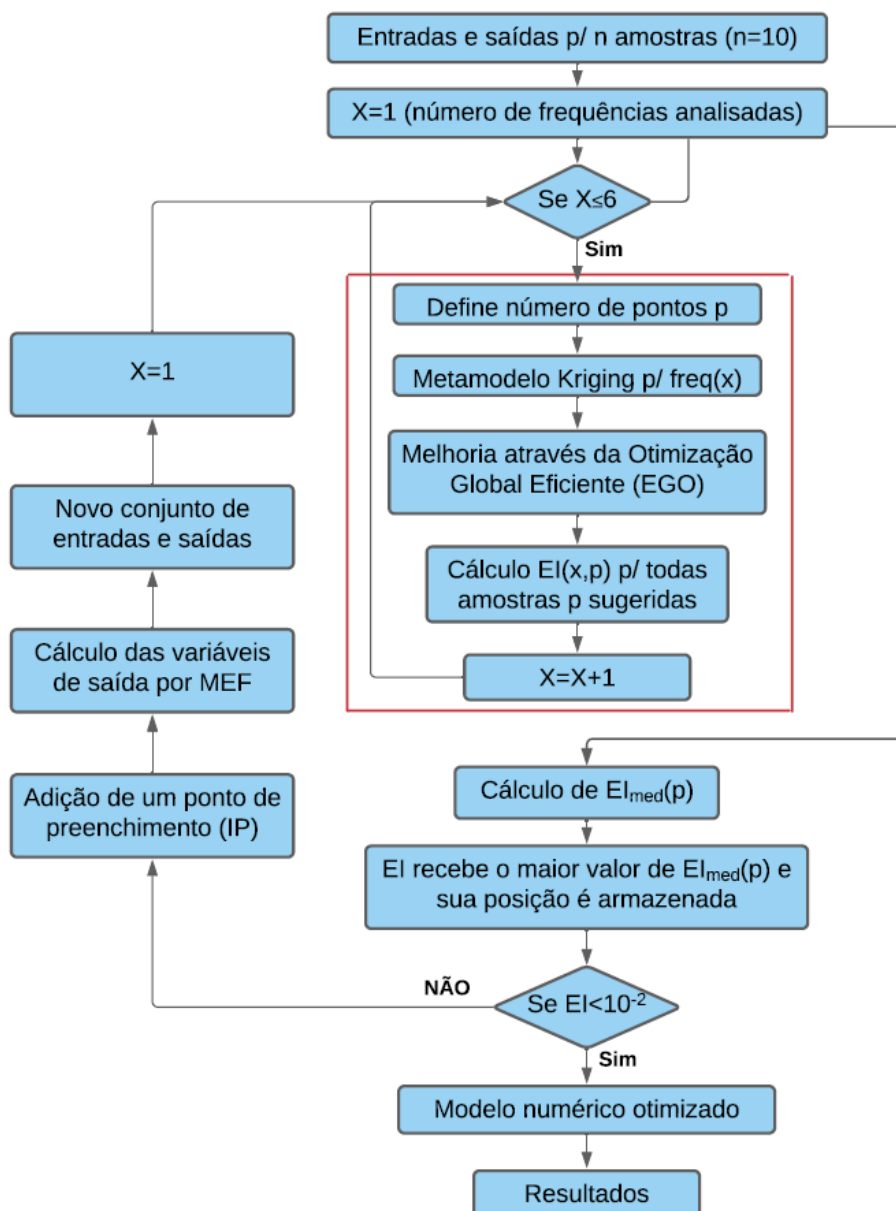 Entradas e saídas p/ n amostras (n=10)
X=1 (número de frequências analisadas)
Se X≤6
Sim
Define número de pontos p
Metamodelo Kriging p/ freq(x)
Melhoria através da Otimização
Global Eficiente (EGO)
Cálculo EI(x,p) p/ todas
amostras p sugeridas
X=X+1
X=1
Novo conjunto de
entradas e saídas
Cálculo das variáveis
de saída por MEF
Adição de um ponto de
preenchimento (IP)
Cálculo de EImed(p)
EI recebe o maior valor de EImed(p) e
sua posição é armazenada
NÃO
Se EI<10-2
Sim
Modelo numérico otimizado
Resultados